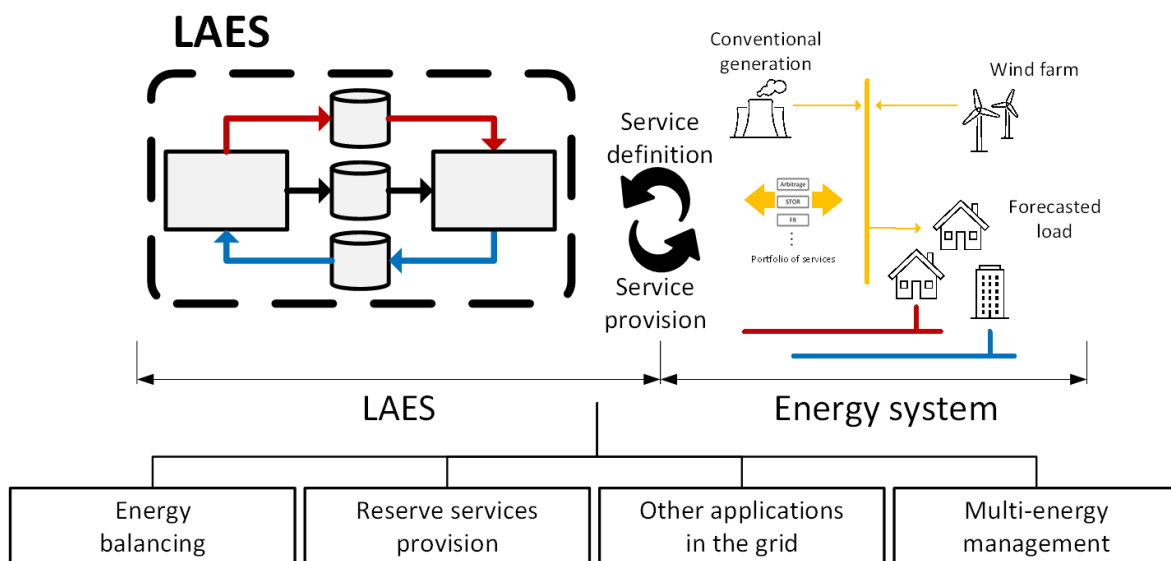 LAES
Conventional
generation
Wind farm
Service
definition
Arbitrage
STOR
FR
Portfolio of services
Forecasted
load
Service
provision
LAES
Energy system
Energy
balancing
Reserve services
provision
Other applications
in the grid
Multi-energy
management